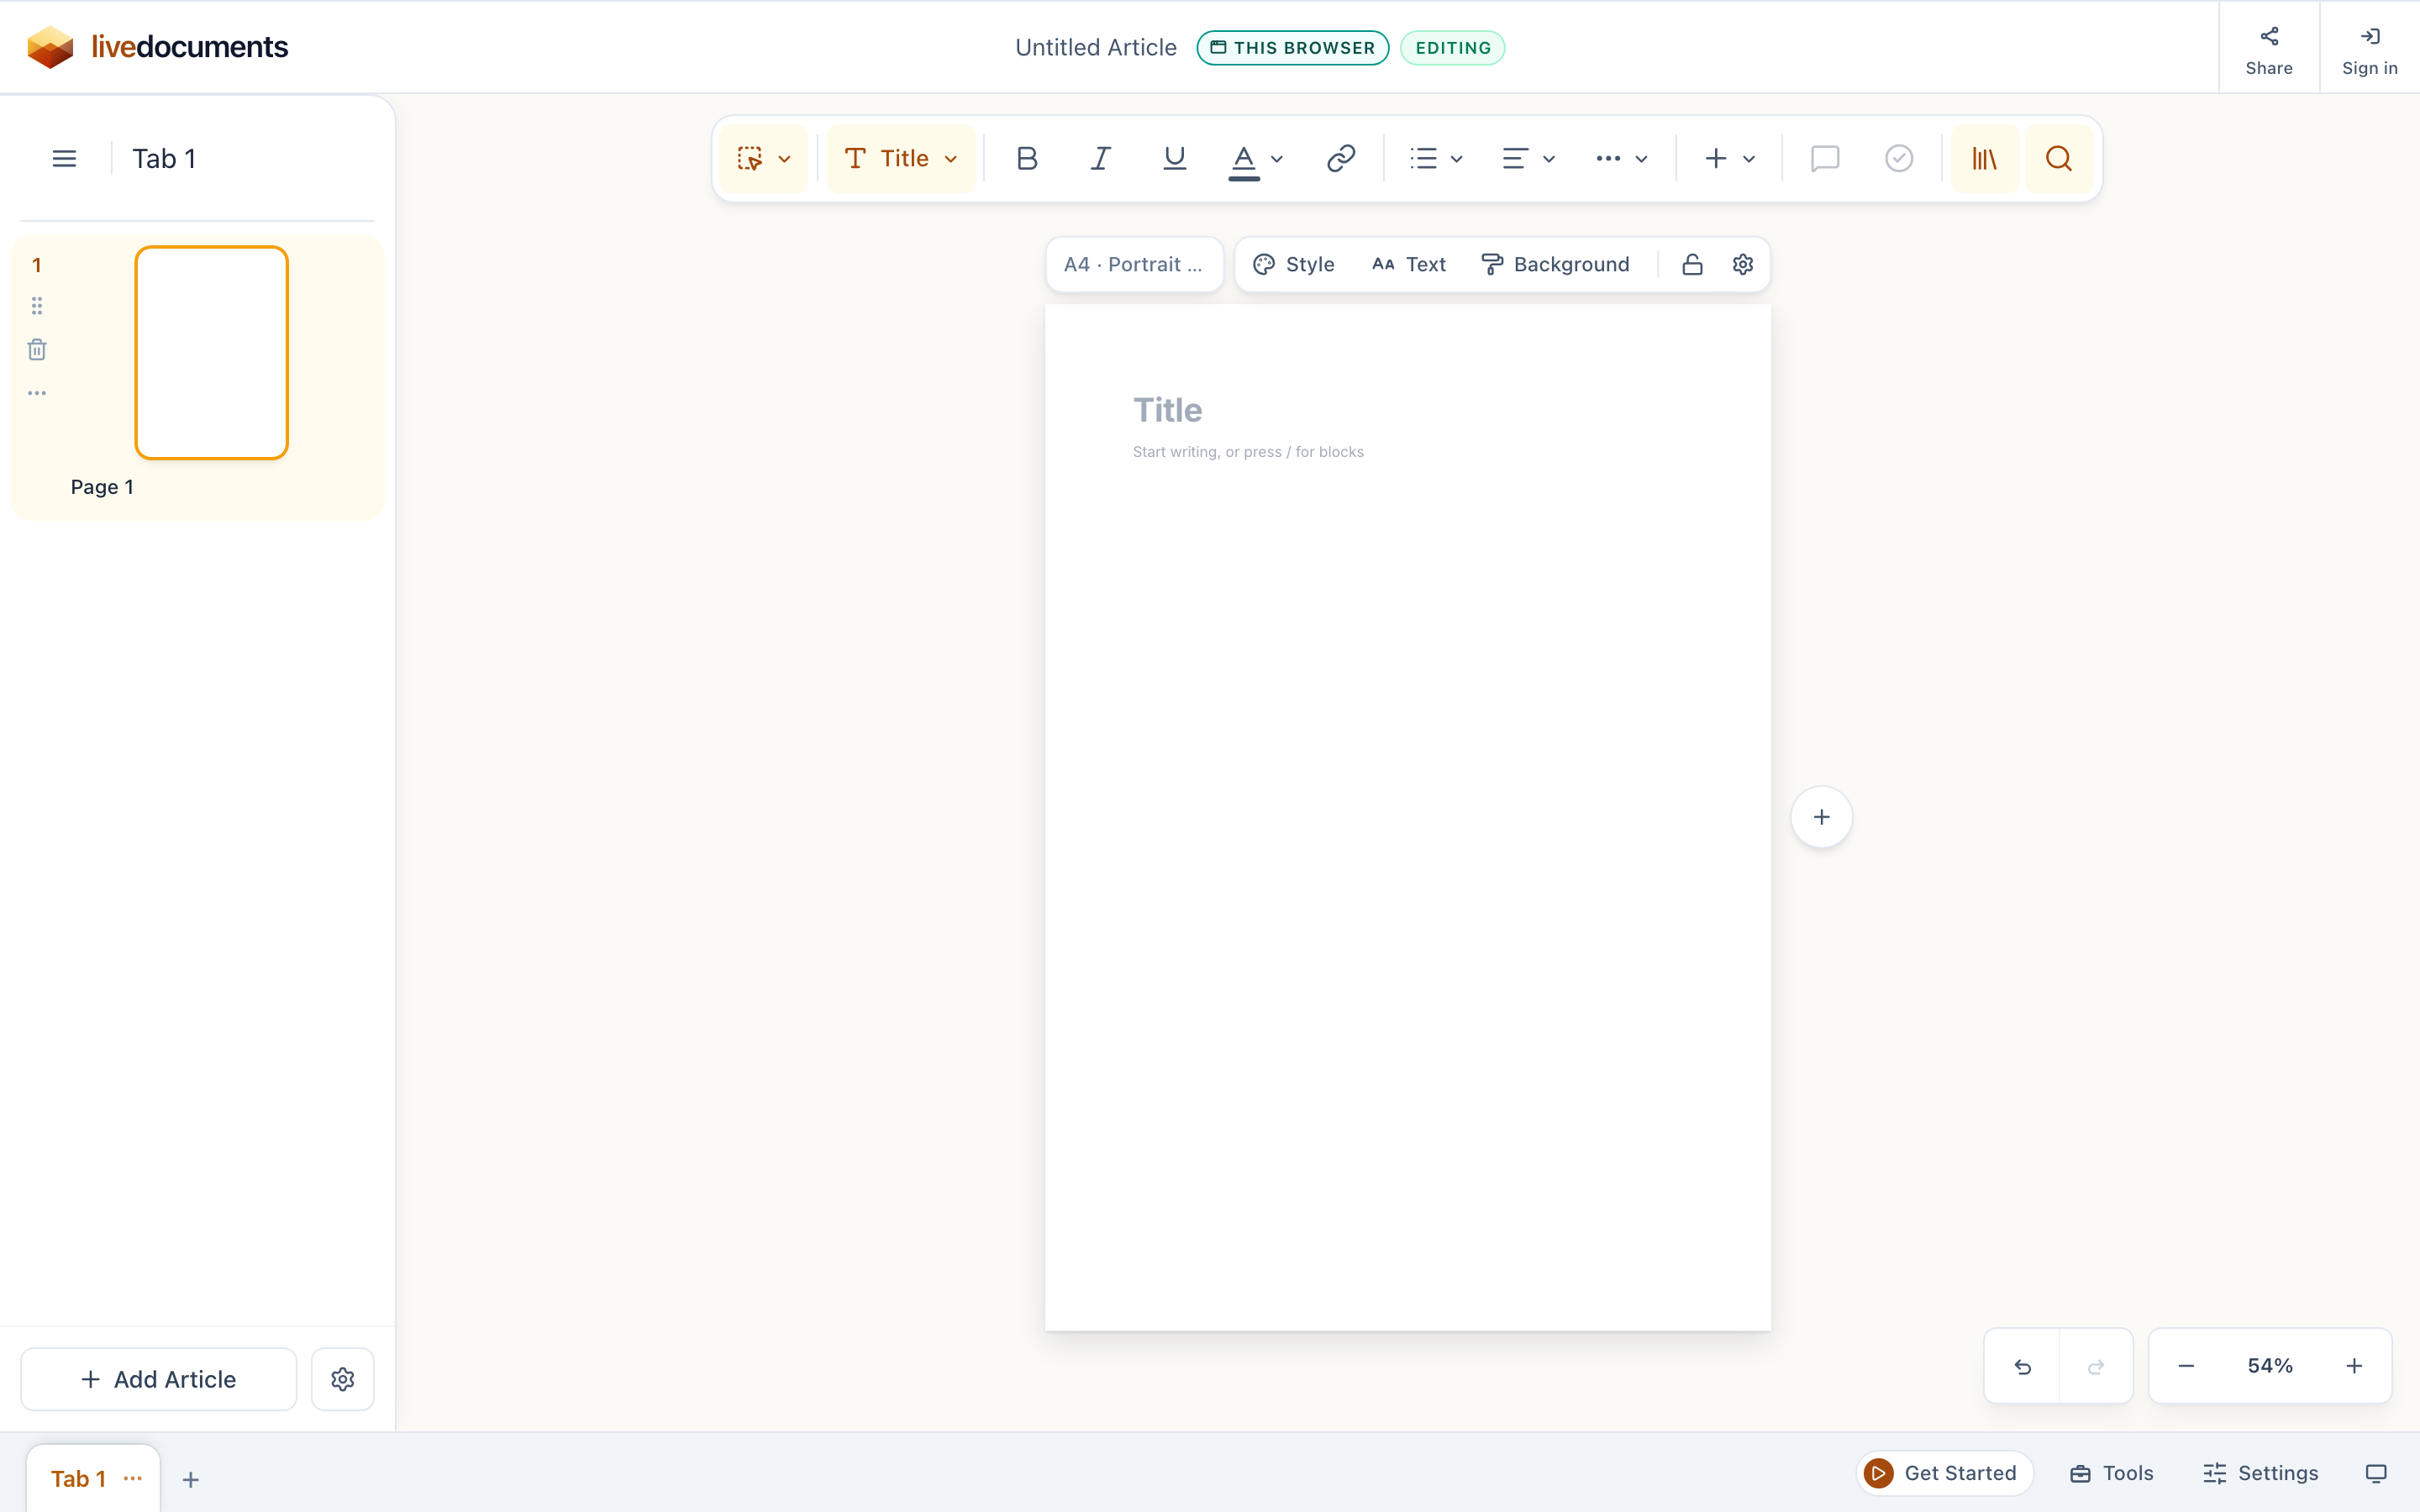 livedocuments
Untitled Article
THIS BROWSER
EDITING
Share
Sign in
Tab 1
Title
1
Page 1
A4 · Portrait ...
Style
Text
Background
Title
Start writing, or press / for blocks
Add Article
54%
Tab 1
Get Started
Tools
Settings